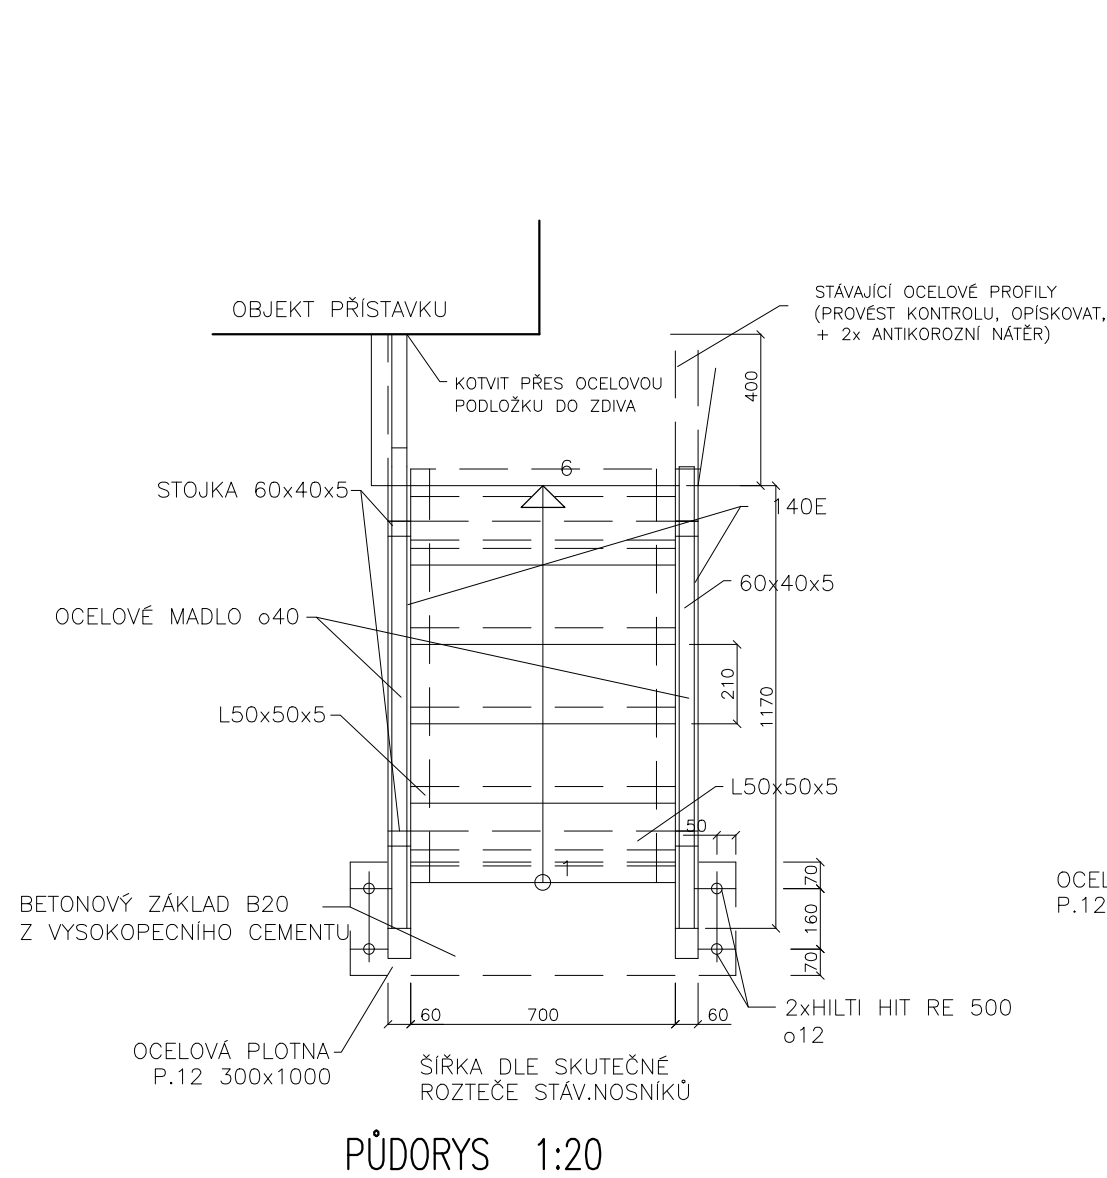 OBJEKT PŘÍSTAVKU
STÁVAJÍCÍ OCELOVÉ PROFILY
(PROVÉST KONTROLU, OPÍSKOVAT,
+ 2x ANTIKOROZNÍ NÁTĚR)
KOTVIT PŘES OCELOVOU
PODLOŽKU DO ZDIVA
400
6
STOJKA 60x40x5
140E
60x40x5
OCELOVÉ MADLO o40
210
1170
L50x50x5
L50x50x5
50
1
70
160
70
BETONOVÝ ZÁKLAD B20
Z VYSOKOPECNÍHO CEMENTU
OCEL
P.12
60
700
60
2xHILTI HIT RE 500
o12
OCELOVÁ PLOTNA
P.12 300x1000
ŠÍŘKA DLE SKUTEČNÉ
ROZTEČE STÁV.NOSNÍKŮ
PŮDORYS 1:20